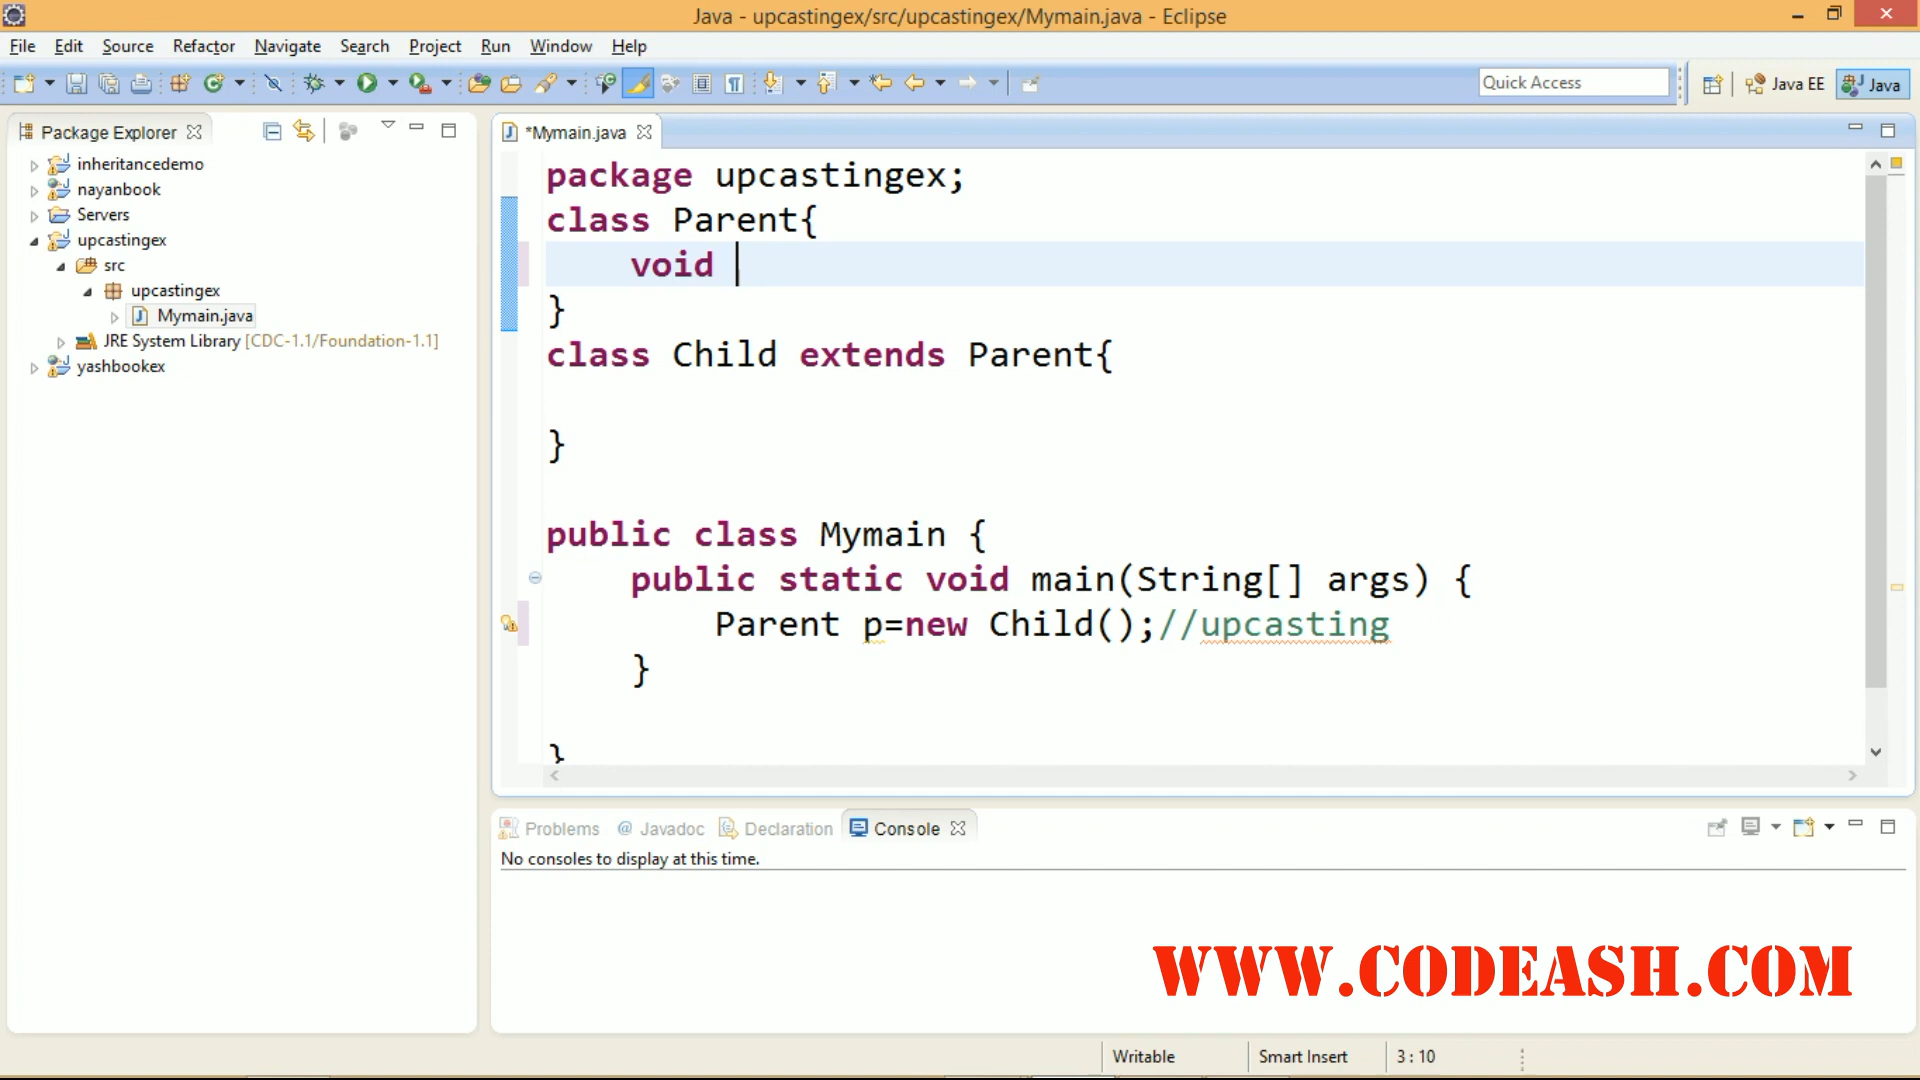 Java - upcastingex/src/upcastingex/Mymain.java - Eclipse
File Edit Source Refactor Navigate Search Project Run Window Help
Quick Access
Java EE
Java
Package Explorer
inheritancedemo
nayanbook
Servers
upcastingex
src
upcastingex
Mymain.java
JRE System Library [CDC-1.1/Foundation-1.1]
yashbookex
*Mymain.java
package upcastingex;
class Parent{
void
}
class Child extends Parent{
}
public class Mymain {
public static void main(String[] args) {
Parent p=new Child();//upcasting
}
}
Problems @ Javadoc Declaration Console
No consoles to display at this time.
WWW.CODEASH.COM
Writable Smart Insert 3 : 10